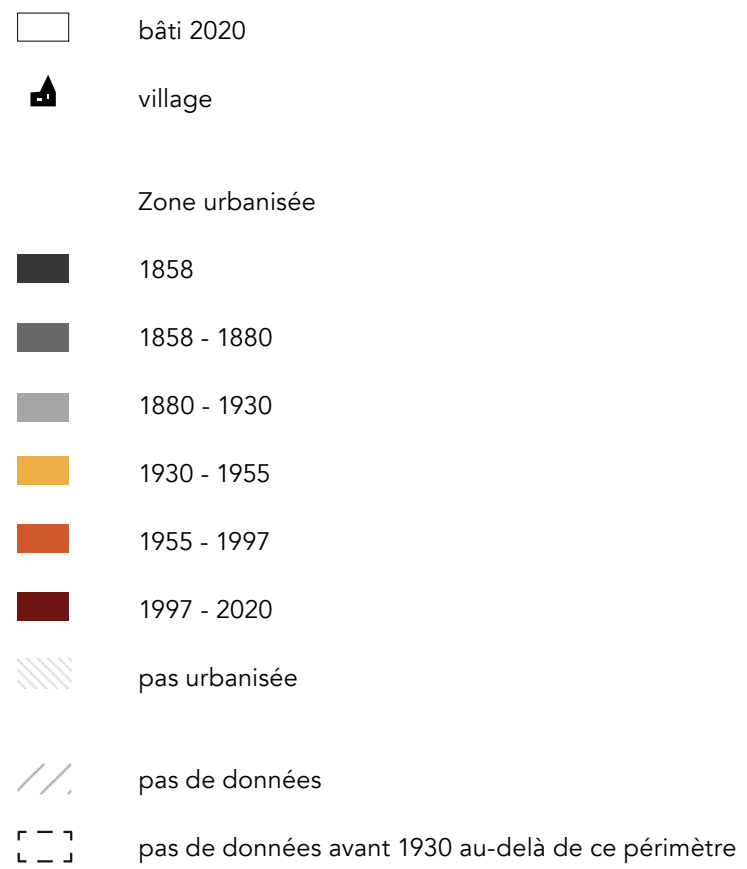 bâti 2020
village
Zone urbanisée
1858
1858 - 1880
1880 - 1930
1930 - 1955
1955 - 1997
1997 - 2020
pas urbanisée
pas de données
pas de données avant 1930 au-delà de ce périmètre